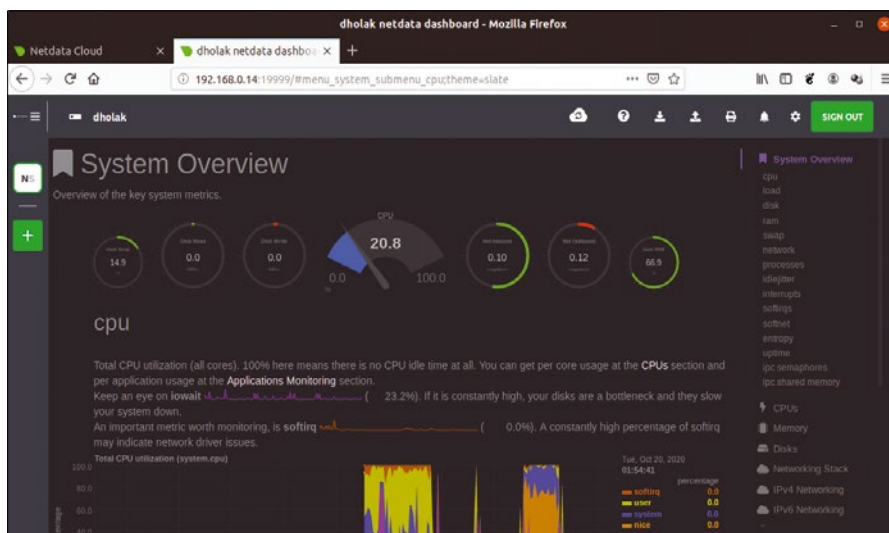 dholak netdata dashboard - Mozilla Firefox
Netdata Cloud
dholak netdata dashboa
192.168.0.14:19999/#menu_system_submenu_cpu;theme=slate
dholak
SIGN OUT
NS
System Overview
Overview of the key system metrics.
CPU
14.9
0.0
0.0
20.8
0.0
100.0
%
Net Inbound
0.10
Net Outbound
0.12
66.9
cpu
Total CPU utilization (all cores). 100% here means there is no CPU idle time at all. You can get per core usage at the CPUs section and
per application usage at the Applications Monitoring section.
Keep an eye on iowait ( 23.2%). If it is constantly high, your disks are a bottleneck and they slow
your system down.
An important metric worth monitoring, is softirq ( 0.0%). A constantly high percentage of softirq
may indicate network driver issues.
Total CPU utilization (system.cpu)
100.0
80.0
60.0
40.0
Tue, Oct 20, 2020
01:54:41
percentage
softirq 0.0
user 0.0
system 0.0
nice 0.0
System Overview
cpu
load
disk
ram
swap
network
processes
idlejitter
interrupts
softirqs
softnet
entropy
uptime
ipc semaphores
ipc shared memory
CPUs
Memory
Disks
Networking Stack
IPv4 Networking
IPv6 Networking